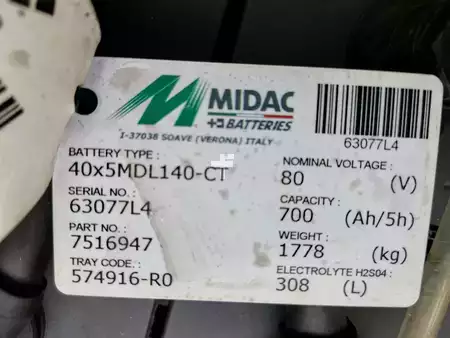 MIDAC
BATTERIES
I-37038 SOAVE (VERONA) ITALY
63077L4
BATTERY TYPE :
40x5MDL140-CT
SERIAL NO. :
63077L4
PART NO. :
7516947
TRAY CODE :
574916-R0
NOMINAL VOLTAGE :
80 (V)
CAPACITY :
700 (Ah/5h)
WEIGHT :
1778 (kg)
ELECTROLYTE H2S04 :
308 (L)